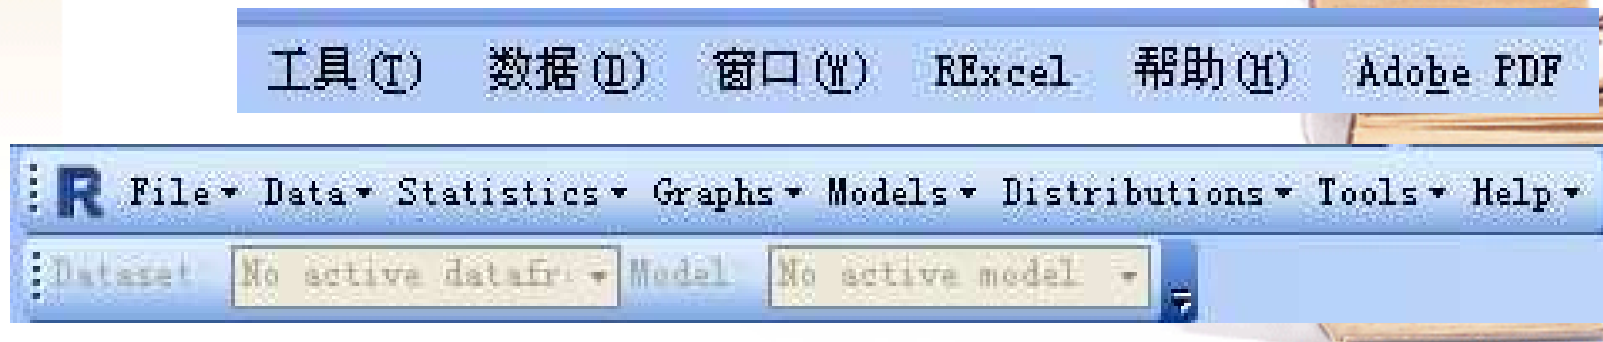 工具(T) 数据(D) 窗口(W) RExcel 帮助(H) Adobe PDF
R File Data Statistics Graphs Models Distributions Tools Help
Dataset No active datafr Model No active model